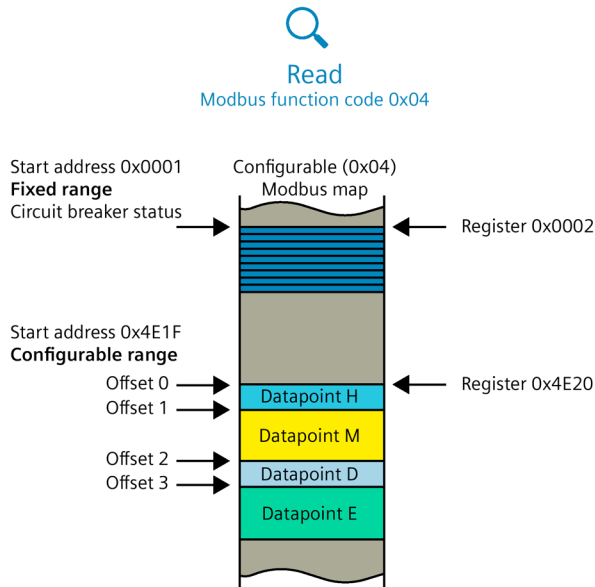 Read
Modbus function code 0x04
Start address 0x0001
Fixed range
Circuit breaker status
Configurable (0x04)
Modbus map
Register 0x0002
Start address 0x4E1F
Configurable range
Offset 0
Register 0x4E20
Datapoint H
Offset 1
Datapoint M
Offset 2
Datapoint D
Offset 3
Datapoint E